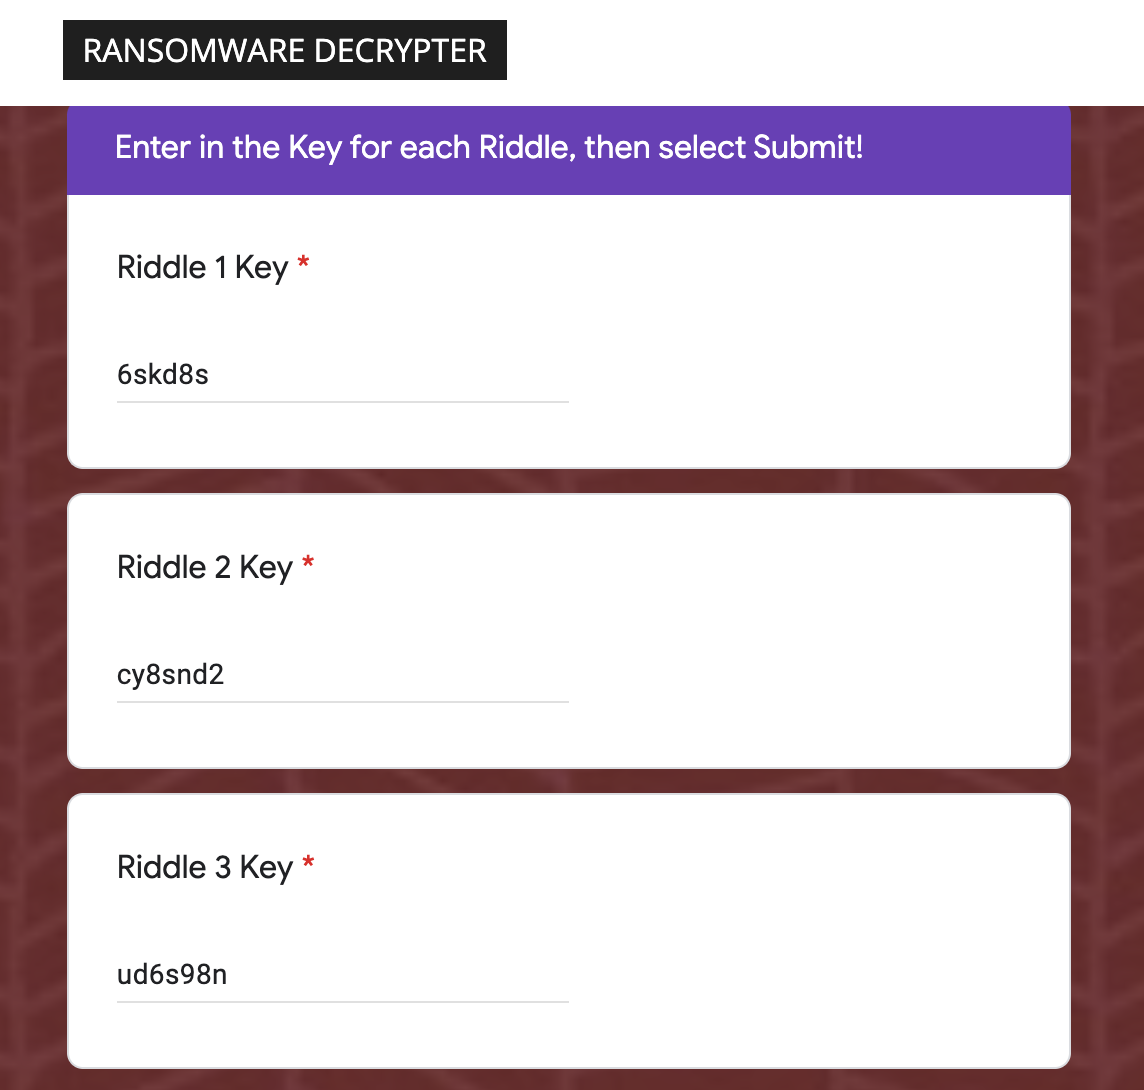 RANSOMWARE DECRYPTER
Enter in the Key for each Riddle, then select Submit!
Riddle 1 Key *
6skd8s
Riddle 2 Key *
cy8snd2
Riddle 3 Key *
ud6s98n